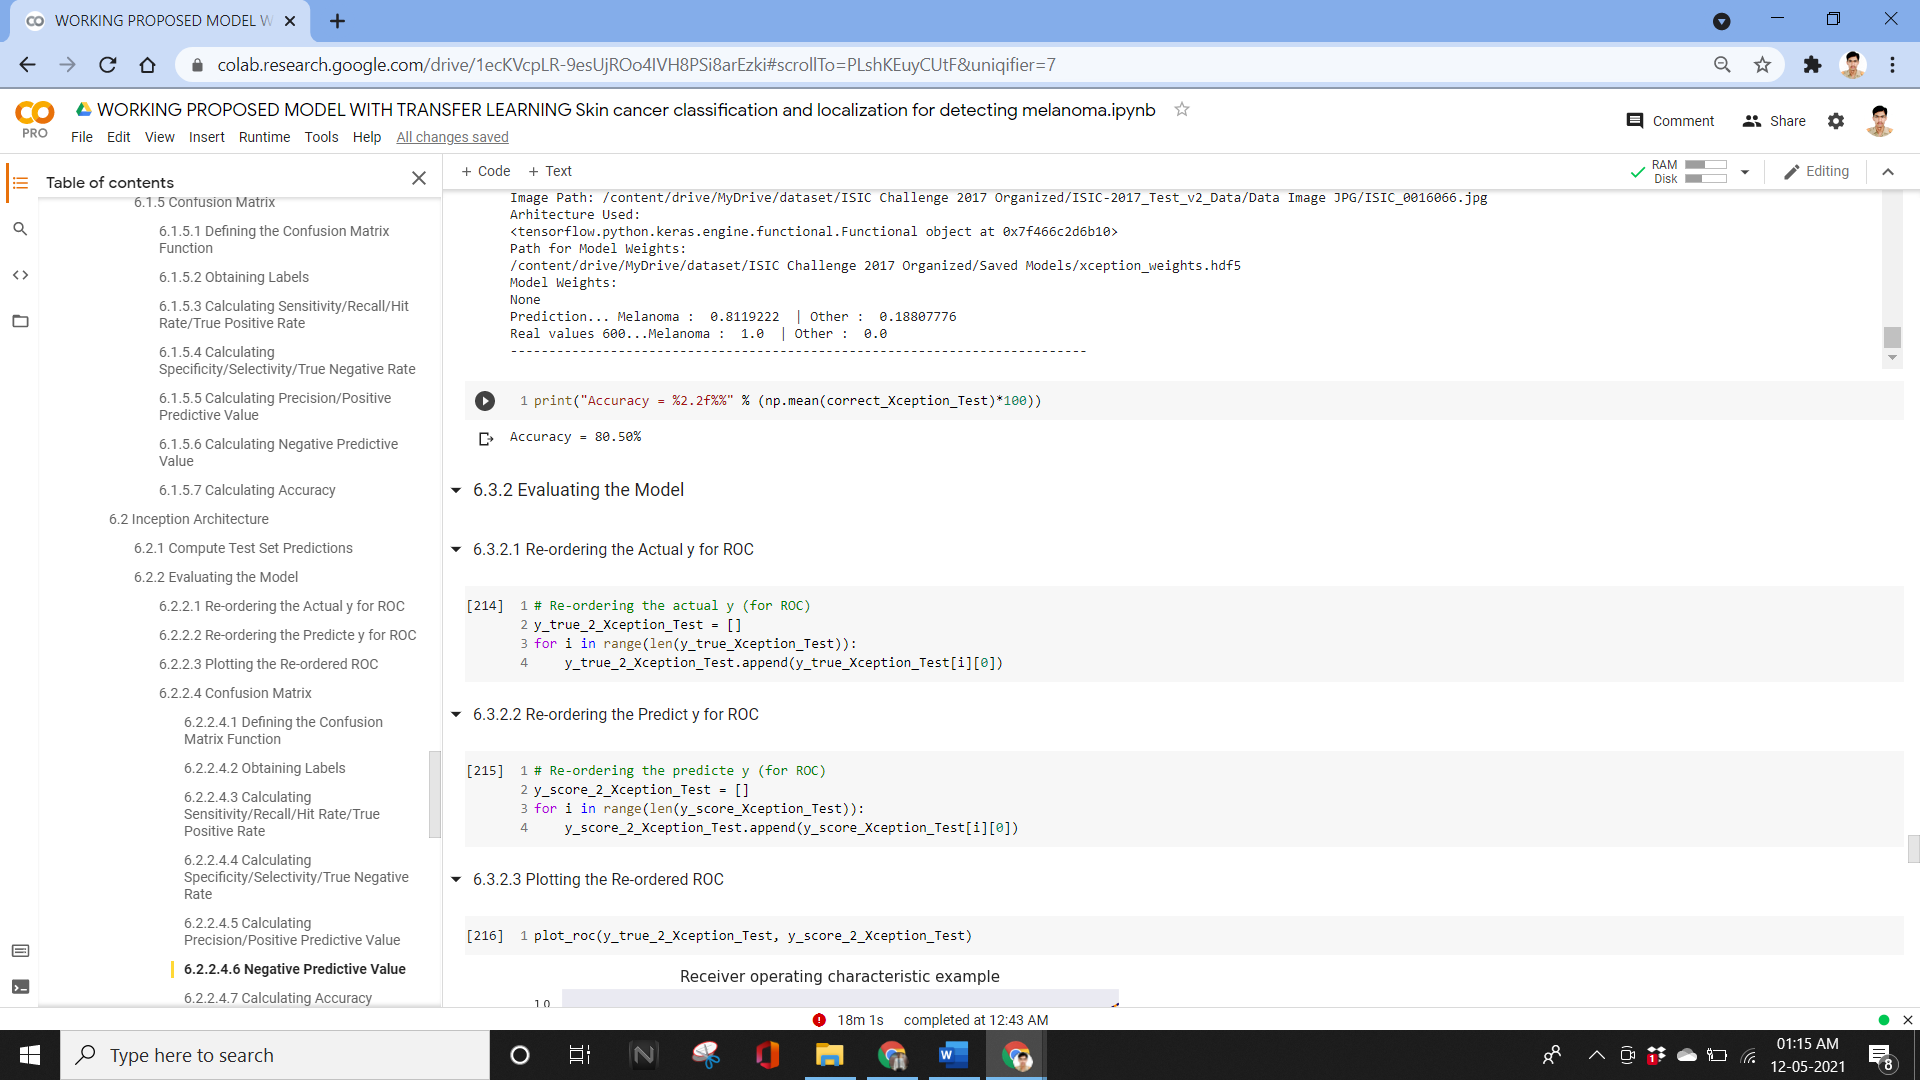 WORKING PROPOSED MODEL W
colab.research.google.com/drive/1ecKVcpLR-9esUjROo4IVH8PSi8arEzki#scrollTo=PLshKEuyCUtF&uniqifier=7
PRO
WORKING PROPOSED MODEL WITH TRANSFER LEARNING Skin cancer classification and localization for detecting melanoma.ipynb
File Edit View Insert Runtime Tools Help All changes saved
Comment Share
+ Code + Text
RAM
Disk
Editing
Table of contents
6.1.5 Confusion Matrix
6.1.5.1 Defining the Confusion Matrix
Function
6.1.5.2 Obtaining Labels
6.1.5.3 Calculating Sensitivity/Recall/Hit
Rate/True Positive Rate
6.1.5.4 Calculating
Specificity/Selectivity/True Negative Rate
6.1.5.5 Calculating Precision/Positive
Predictive Value
6.1.5.6 Calculating Negative Predictive
Value
6.1.5.7 Calculating Accuracy
6.2 Inception Architecture
6.2.1 Compute Test Set Predictions
6.2.2 Evaluating the Model
6.2.2.1 Re-ordering the Actual y for ROC
6.2.2.2 Re-ordering the Predicte y for ROC
6.2.2.3 Plotting the Re-ordered ROC
6.2.2.4 Confusion Matrix
6.2.2.4.1 Defining the Confusion
Matrix Function
6.2.2.4.2 Obtaining Labels
6.2.2.4.3 Calculating
Sensitivity/Recall/Hit Rate/True
Positive Rate
6.2.2.4.4 Calculating
Specificity/Selectivity/True Negative
Rate
6.2.2.4.5 Calculating
Precision/Positive Predictive Value
6.2.2.4.6 Negative Predictive Value
6.2.2.4.7 Calculating Accuracy
Image Path: /content/drive/MyDrive/dataset/ISIC Challenge 2017 Organized/ISIC-2017_Test_v2_Data/Data Image JPG/ISIC_0016066.jpg
Arhitecture Used:
<tensorflow.python.keras.engine.functional.Functional object at 0x7f466c2d6b10>
Path for Model Weights:
/content/drive/MyDrive/dataset/ISIC Challenge 2017 Organized/Saved Models/xception_weights.hdf5
Model Weights:
None
Prediction... Melanoma :  0.8119222  | Other :  0.18807776
Real values 600...Melanoma :  1.0  | Other :  0.0
---------------------------------------------------------------------------
1 print("Accuracy = %2.2f%%" % (np.mean(correct_Xception_Test)*100))
Accuracy = 80.50%
6.3.2 Evaluating the Model
6.3.2.1 Re-ordering the Actual y for ROC
[214] 1 # Re-ordering the actual y (for ROC)
2 y_true_2_Xception_Test = []
3 for i in range(len(y_true_Xception_Test)):
4     y_true_2_Xception_Test.append(y_true_Xception_Test[i][0])
6.3.2.2 Re-ordering the Predict y for ROC
[215] 1 # Re-ordering the predicte y (for ROC)
2 y_score_2_Xception_Test = []
3 for i in range(len(y_score_Xception_Test)):
4     y_score_2_Xception_Test.append(y_score_Xception_Test[i][0])
6.3.2.3 Plotting the Re-ordered ROC
[216] 1 plot_roc(y_true_2_Xception_Test, y_score_2_Xception_Test)
Receiver operating characteristic example
1.0
18m 1s completed at 12:43 AM
Type here to search
01:15 AM
12-05-2021
8